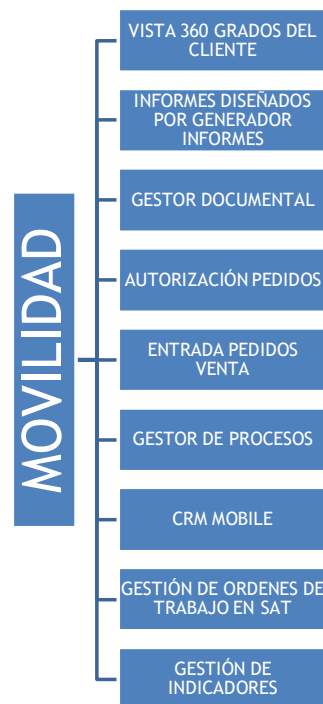 MOVILIDAD
VISTA 360 GRADOS DEL
CLIENTE
INFORMES DISEÑADOS
POR GENERADOR
INFORMES
GESTOR DOCUMENTAL
AUTORIZACIÓN PEDIDOS
ENTRADA PEDIDOS
VENTA
GESTOR DE PROCESOS
CRM MOBILE
GESTIÓN DE ORDENES DE
TRABAJO EN SAT
GESTIÓN DE
INDICADORES